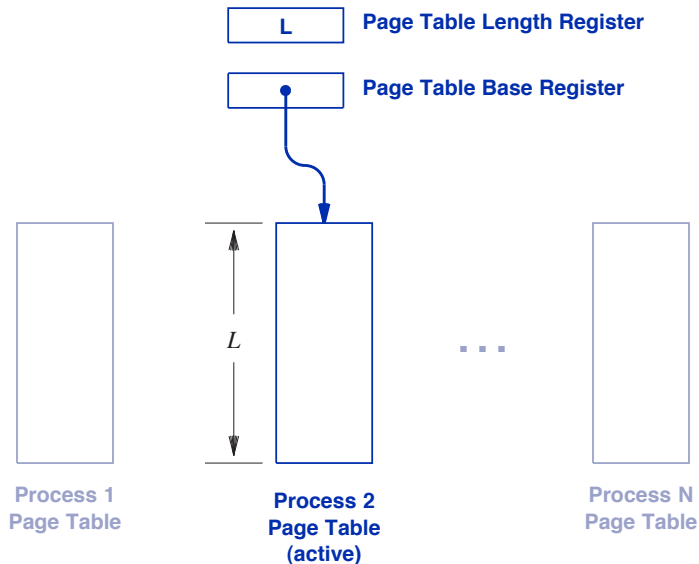 L
Page Table Length Register
Page Table Base Register
L
. . .
Process 1
Page Table
Process 2
Page Table
(active)
Process N
Page Table